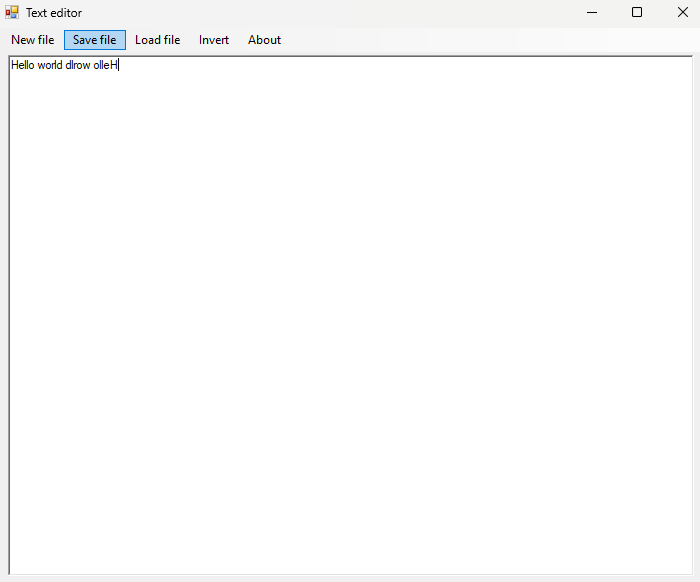 Text editor
New file Save file Load file Invert About
Hello world dlrow olleH